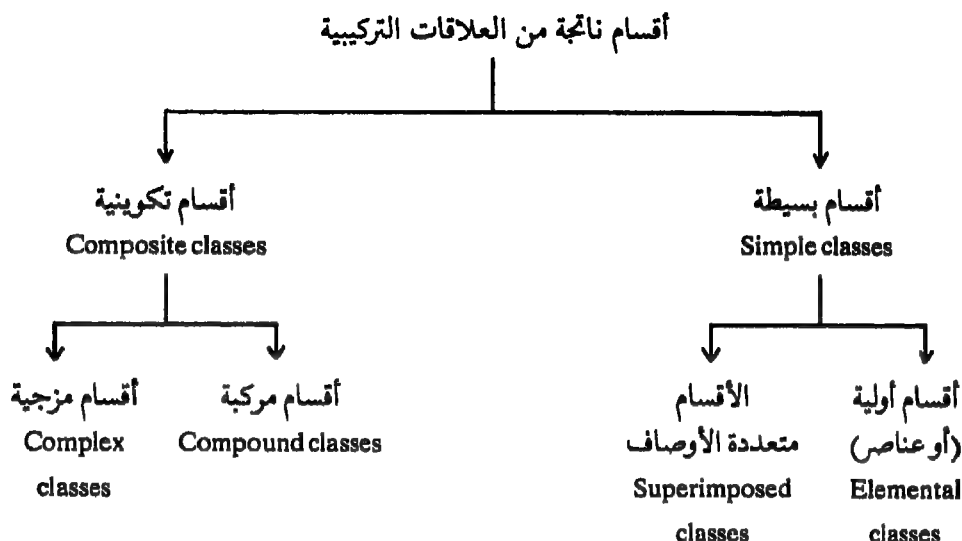 أقسام ناتجة من العلاقات التركيبية
أقسام بسيطة
Simple classes
أقسام تكوينية
Composite classes
أقسام أولية
(أو عناصر)
Elemental
classes
الأقسام
متعددة الأوصاف
Superimposed
classes
أقسام مركبة
Compound classes
أقسام مزجية
Complex
classes